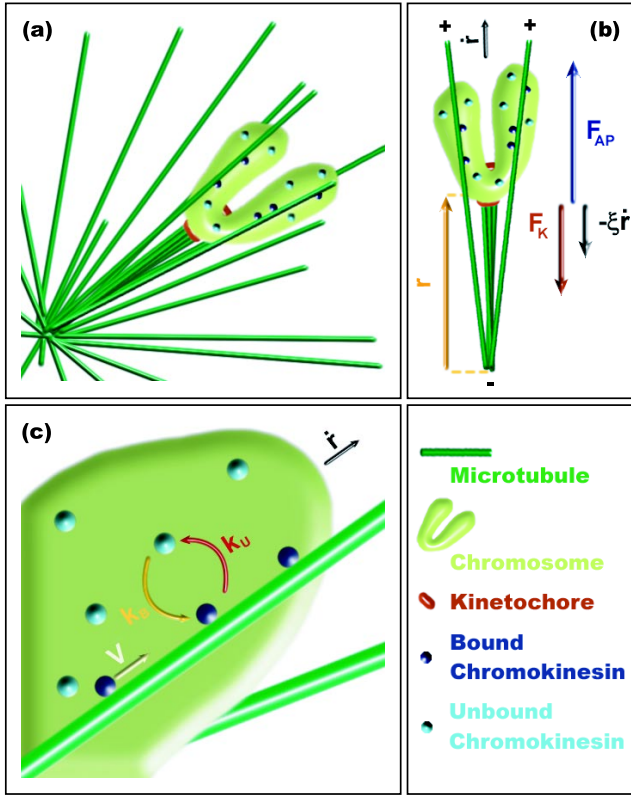 (a)
+ ṙ + (b)
F_AP
F_K -ξṙ
r
-
(c)
ṙ
k_U
k_B
V
Microtubule
Chromosome
Kinetochore
Bound
Chromokinesin
Unbound
Chromokinesin